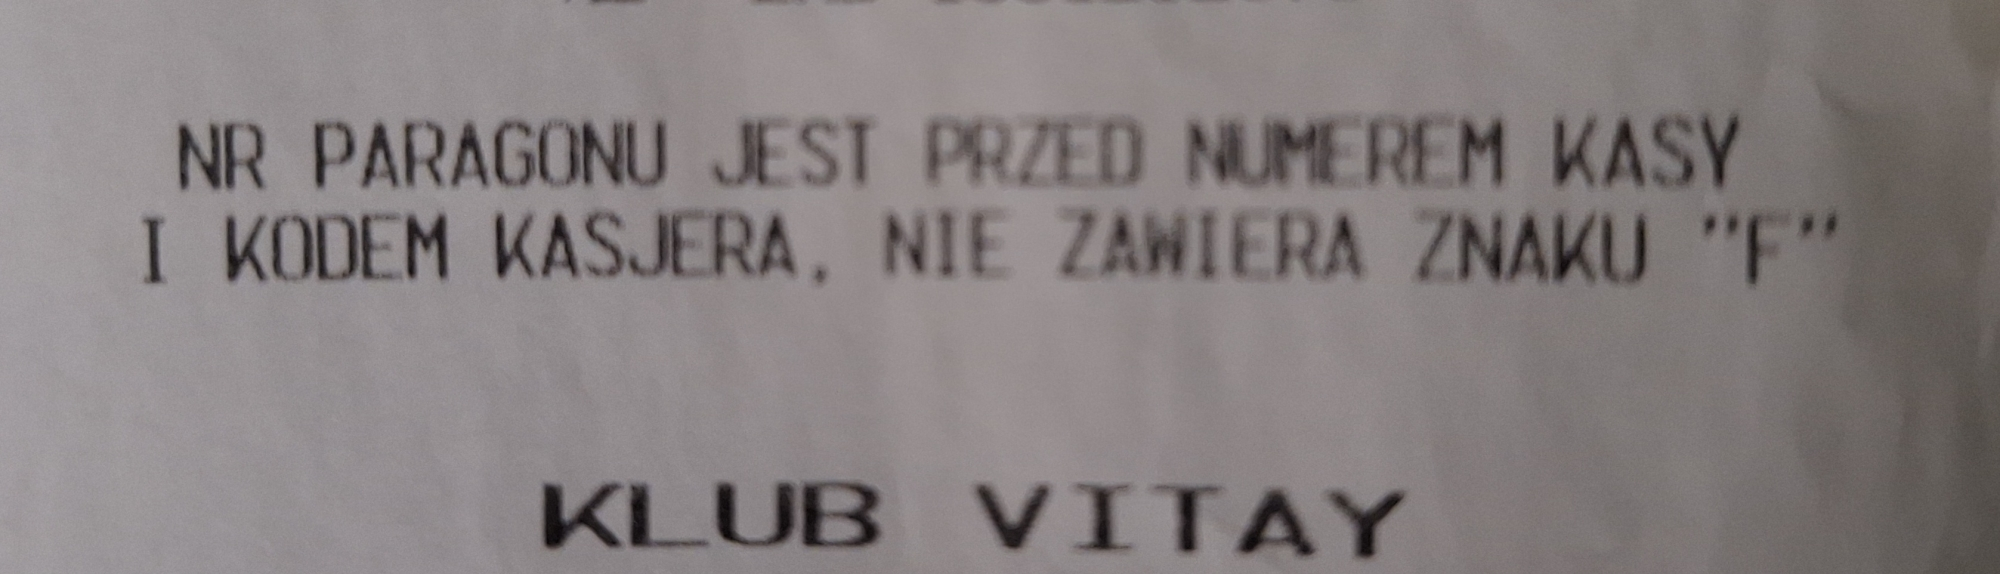 NR PARAGONU JEST PRZED NUMEREM KASY
I KODEM KASJERA, NIE ZAWIERA ZNAKU "F"
KLUB VITAY